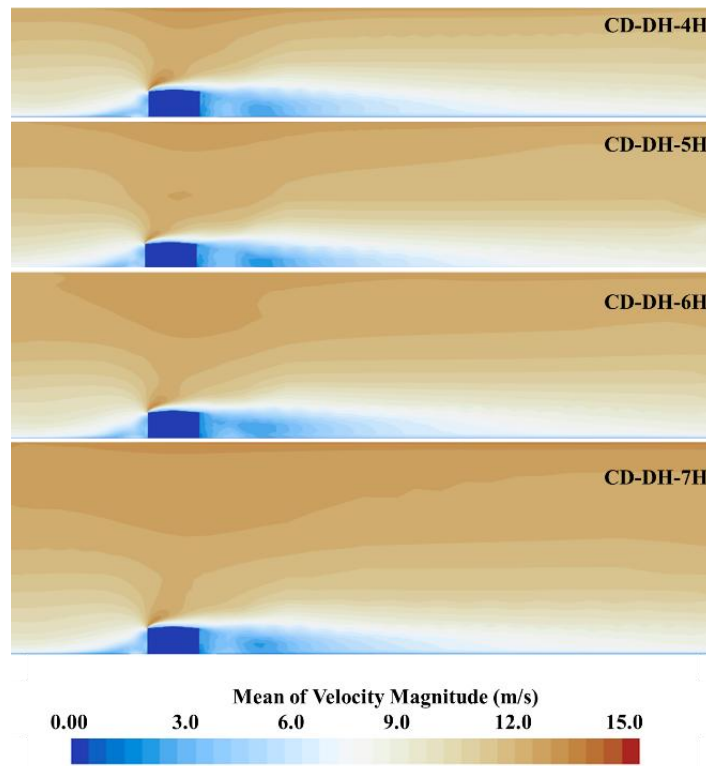 CD-DH-4H
CD-DH-5H
CD-DH-6H
CD-DH-7H
Mean of Velocity Magnitude (m/s)
0.00 3.0 6.0 9.0 12.0 15.0